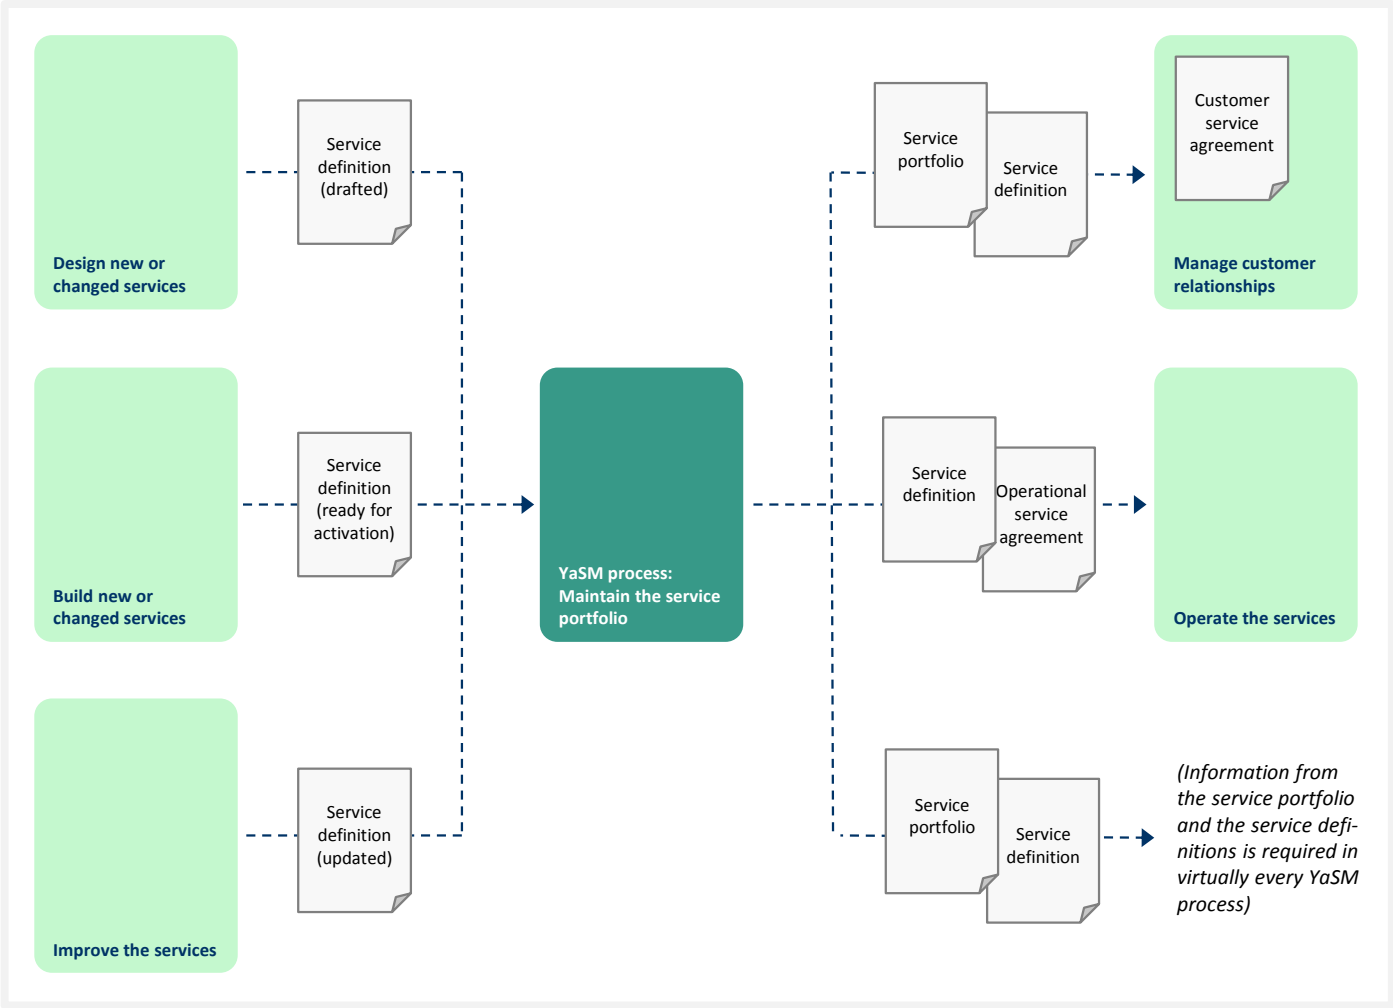 Design new or
changed services
Service
definition
(drafted)
Service
portfolio
Service
definition
Customer
service
agreement
Manage customer
relationships
Build new or
changed services
Service
definition
(ready for
activation)
YaSM process:
Maintain the service
portfolio
Service
definition
Operational
service
agreement
Operate the services
Improve the services
Service
definition
(updated)
Service
portfolio
Service
definition
(Information from
the service portfolio
and the service defi-
nitions is required in
virtually every YaSM
process)